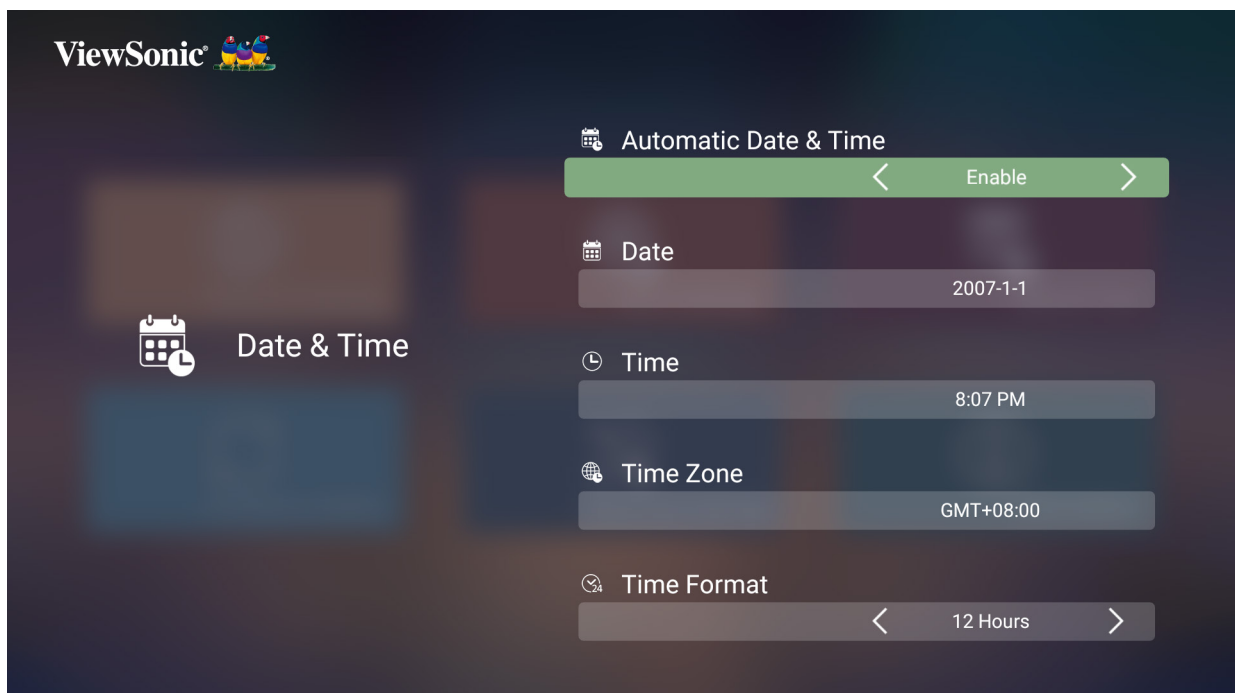 ViewSonic®
Automatic Date & Time
Enable
Date
2007-1-1
Date & Time
Time
8:07 PM
Time Zone
GMT+08:00
24 Time Format
12 Hours